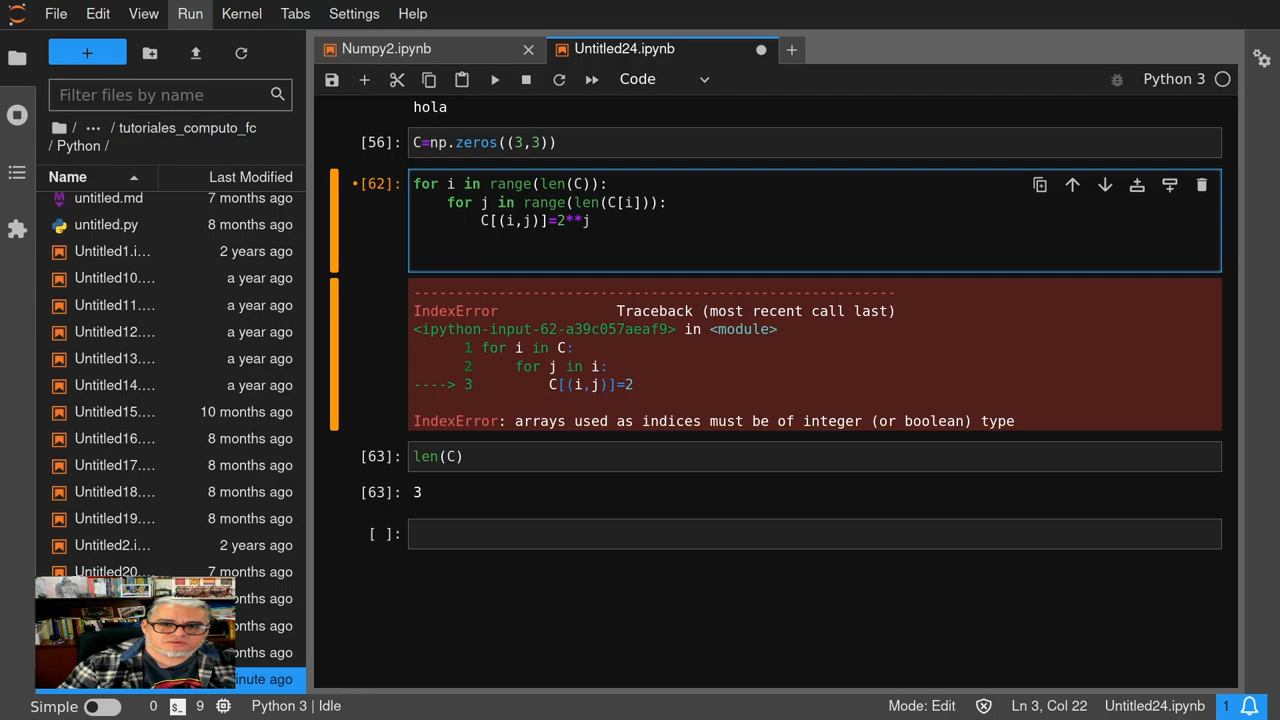 File Edit View Run Kernel Tabs Settings Help
Numpy2.ipynb
Untitled24.ipynb
Code
Python 3
Filter files by name
/ ... / tutoriales_computo_fc
/ Python /
Name Last Modified
untitled.md 7 months ago
untitled.py 8 months ago
Untitled1.i... 2 years ago
Untitled10.... a year ago
Untitled11.... a year ago
Untitled12.... a year ago
Untitled13.... a year ago
Untitled14.... a year ago
Untitled15.... 10 months ago
Untitled16.... 8 months ago
Untitled17.... 8 months ago
Untitled18.... 8 months ago
Untitled19.... 8 months ago
Untitled2.i... 2 years ago
Untitled20.... 7 months ago
onths ago
onths ago
onths ago
inute ago
hola
[56]: C=np.zeros((3,3))
[62]: for i in range(len(C)):
for j in range(len(C[i])):
C[(i,j)]=2**j
---------------------------------------------------------
IndexError Traceback (most recent call last)
<ipython-input-62-a39c057aeaf9> in <module>
1 for i in C:
2 for j in i:
----> 3 C[(i,j)]=2
IndexError: arrays used as indices must be of integer (or boolean) type
[63]: len(C)
[63]: 3
[ ]:
Simple 0 9 Python 3 | Idle Mode: Edit Ln 3, Col 22 Untitled24.ipynb 1